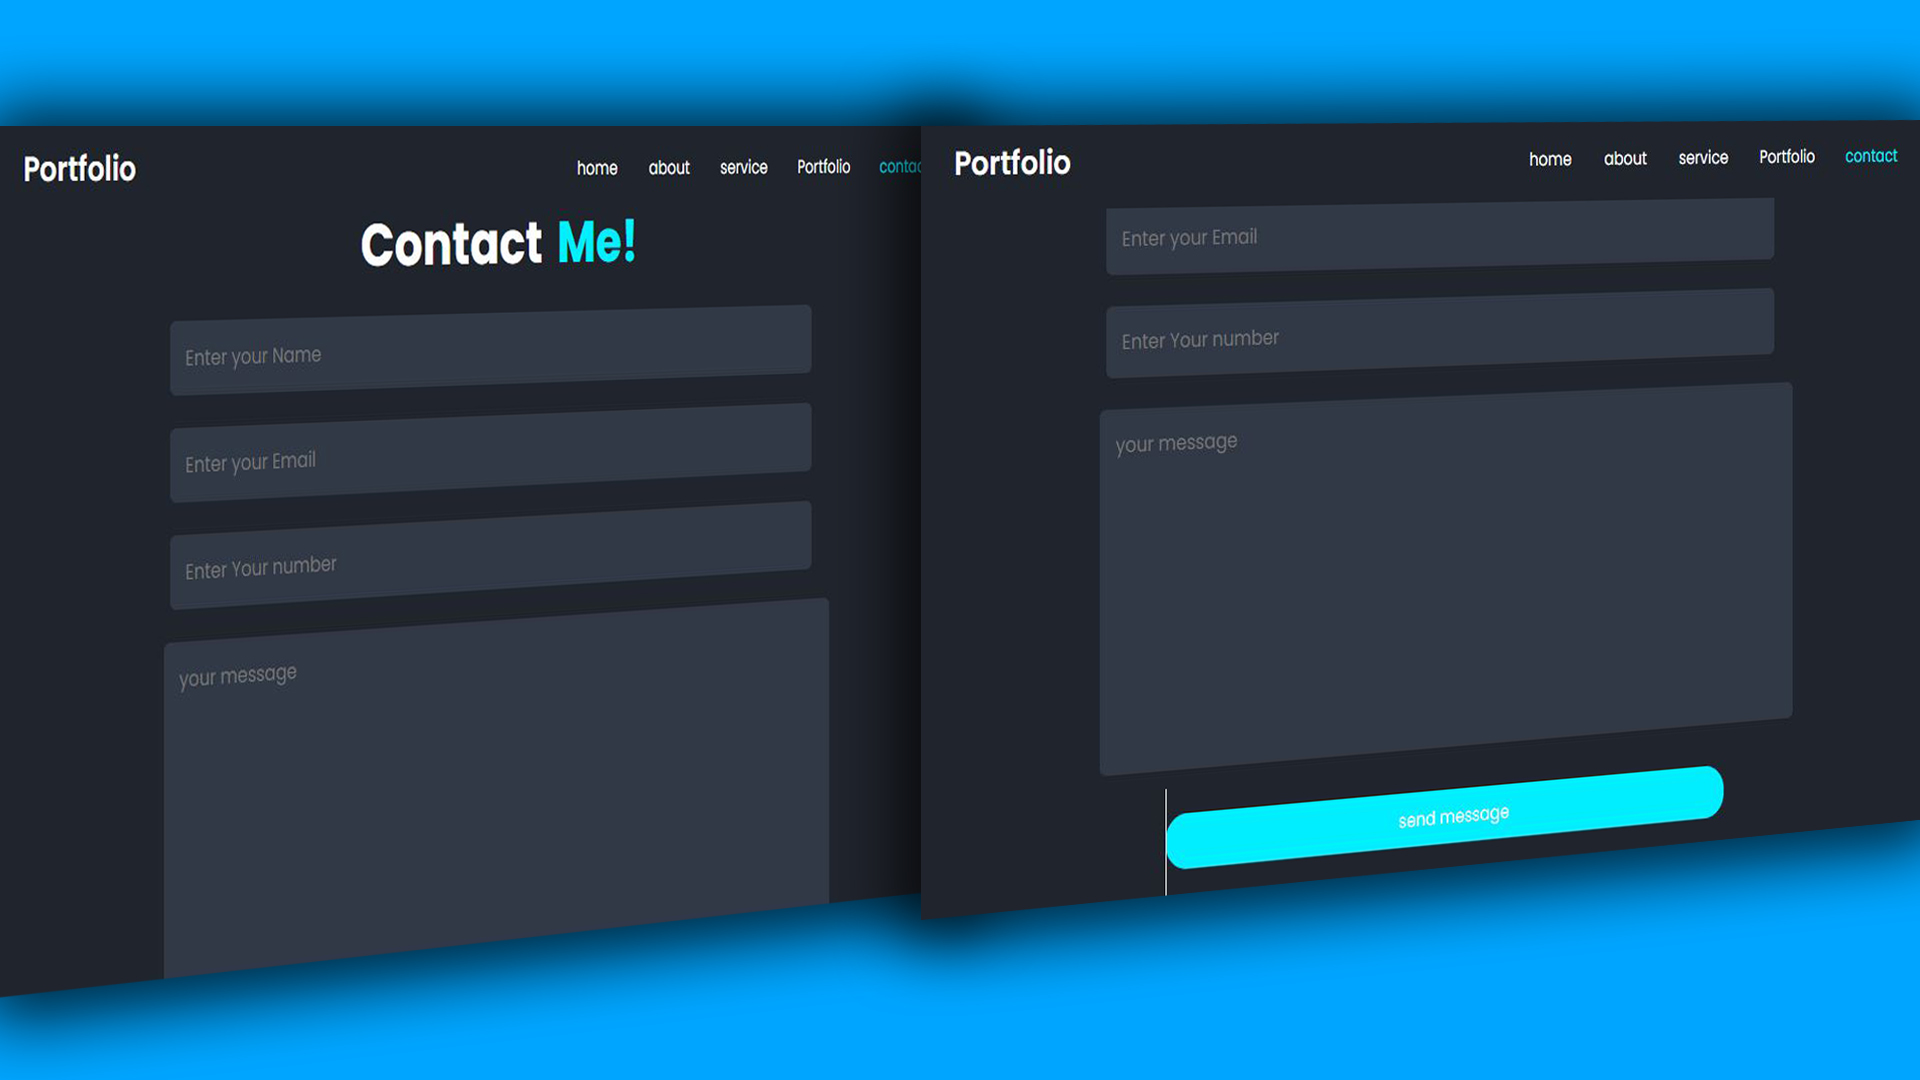 Portfolio
home about service Portfolio contac
Contact Me!
Enter your Name
Enter your Email
Enter Your number
your message
Portfolio
home about service Portfolio contact
Enter your Email
Enter Your number
your message
send message